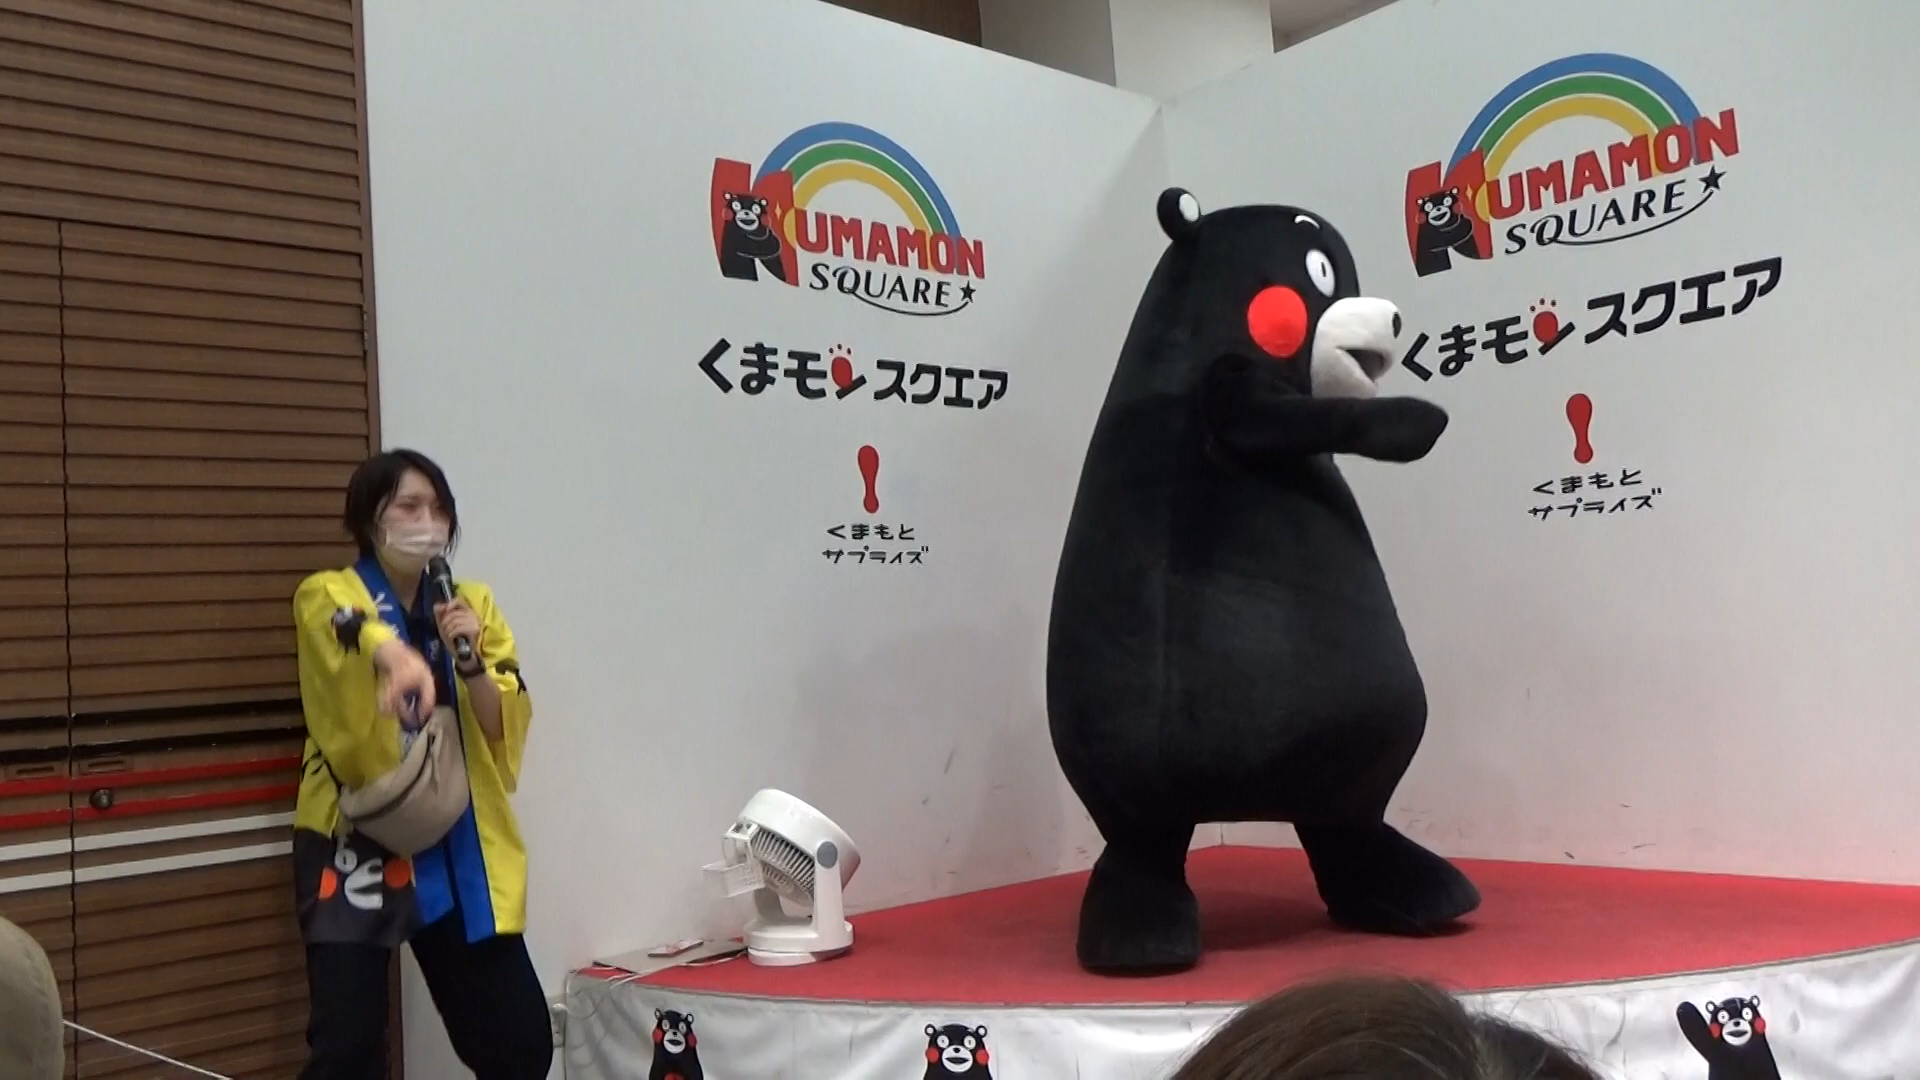 KUMAMON
SQUARE
くまモンスクエア
くまもと
サプライズ
KUMAMON
SQUARE
くまモンスクエア
くまもと
サプライズ